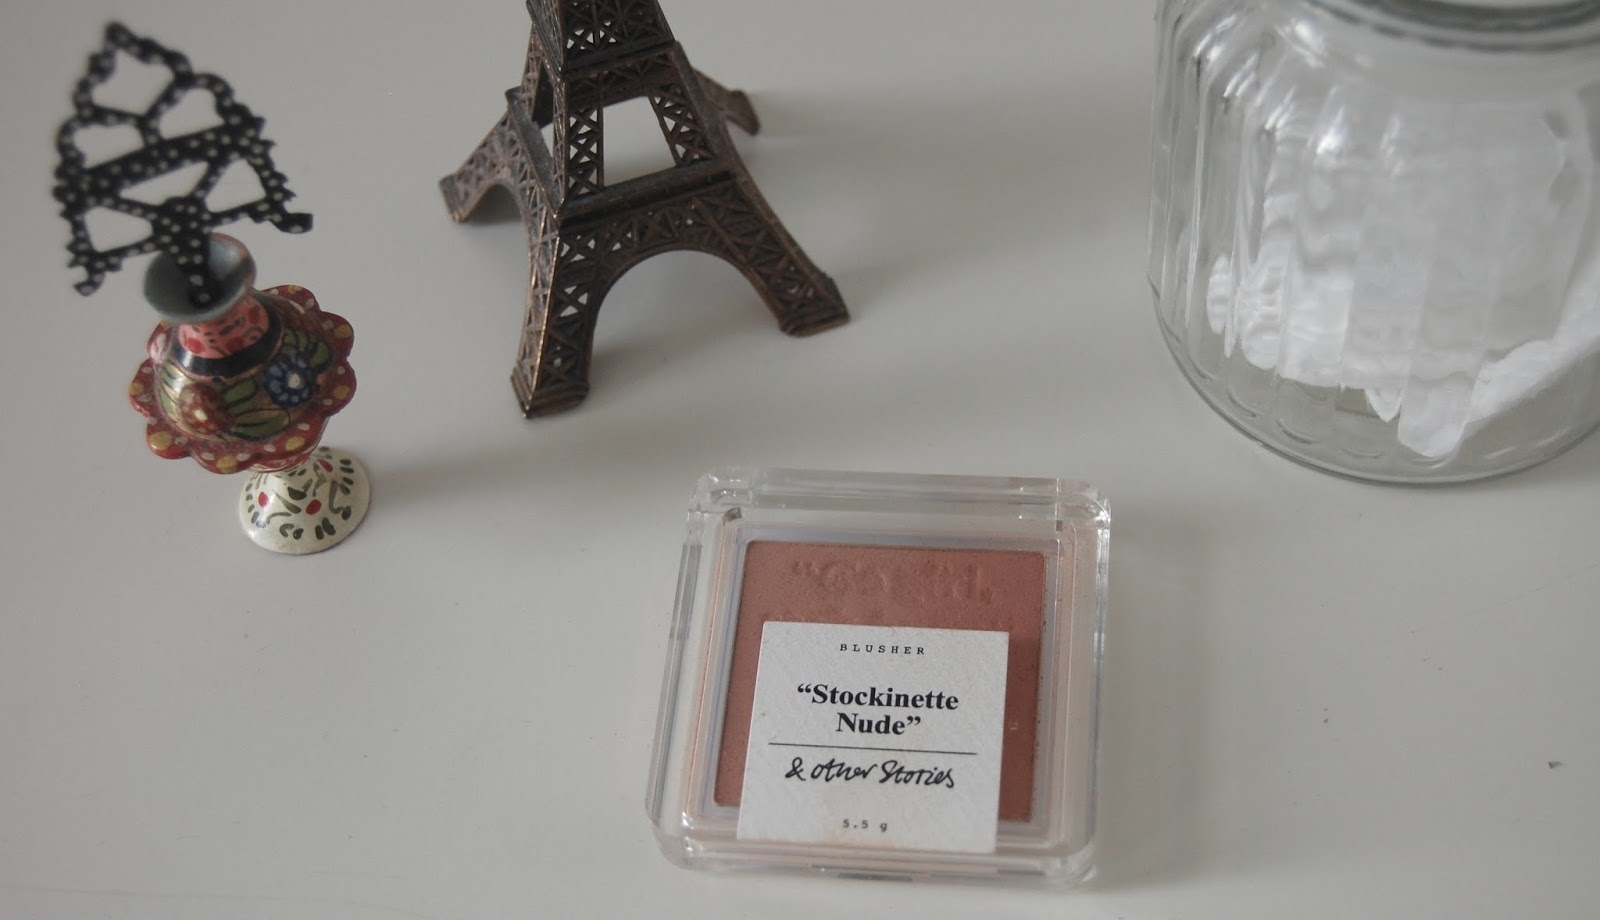 BLUSHER
“Stockinette
Nude”
& other Stories
5.5 g